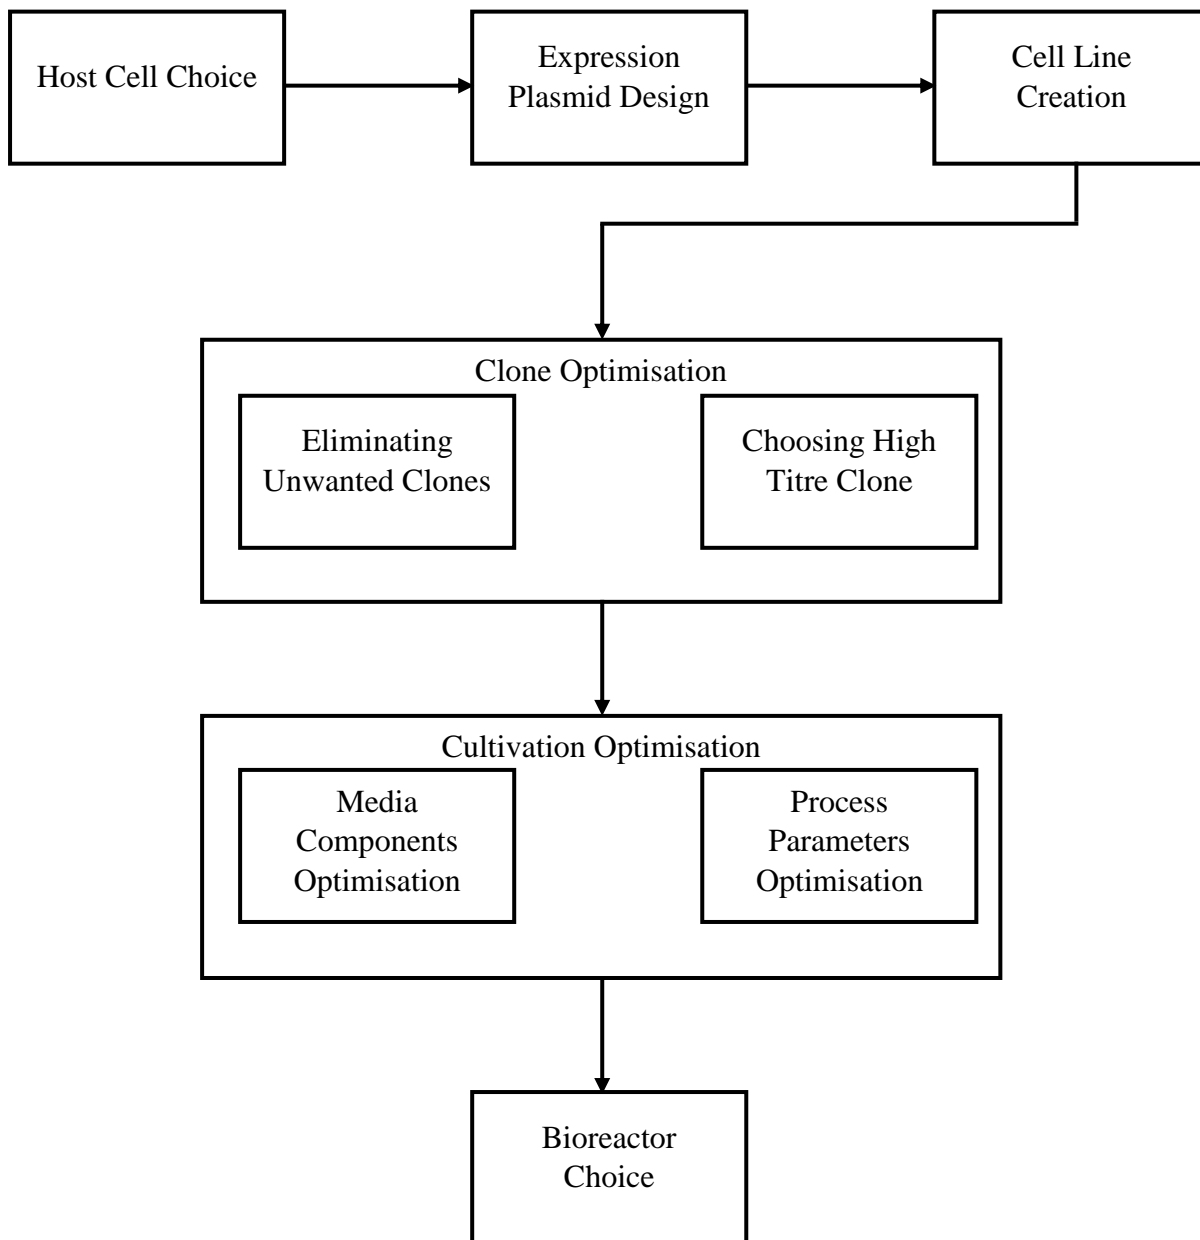 Host Cell Choice
Expression
Plasmid Design
Cell Line
Creation
Clone Optimisation
Eliminating
Unwanted Clones
Choosing High
Titre Clone
Cultivation Optimisation
Media
Components
Optimisation
Process
Parameters
Optimisation
Bioreactor
Choice